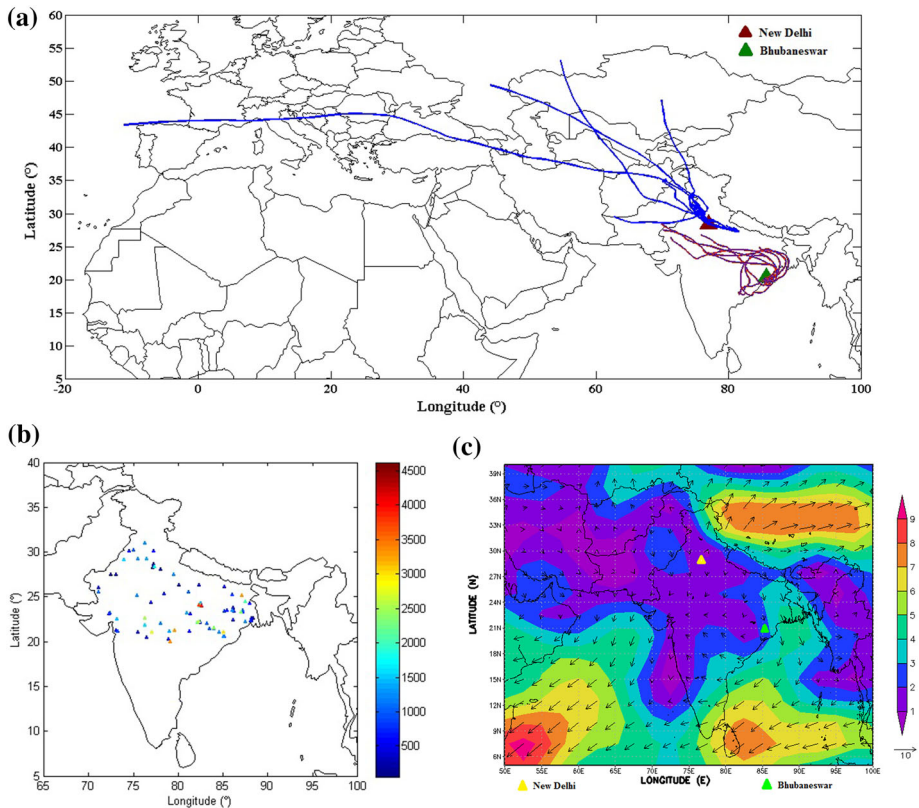 (a)
60
55
50
45
40
35
30
25
20
15
10
5
Latitude (°)
New Delhi
Bhubaneswar
-20 0 20 40 60 80 100
Longitude (°)
(b)
40
35
30
25
20
15
10
5
Latitude (°)
65 70 75 80 85 90 95 100
Longitude (°)
4500
4000
3500
3000
2500
2000
1500
1000
500
(c)
39N
36N
33N
30N
27N
24N
21N
18N
15N
12N
9N
6N
LATITUDE (N)
50E 55E 60E 65E 70E 75E 80E 85E 90E 95E 100E
LONGITUDE (E)
New Delhi
Bhubaneswar
9
8
7
6
5
4
3
2
1
10